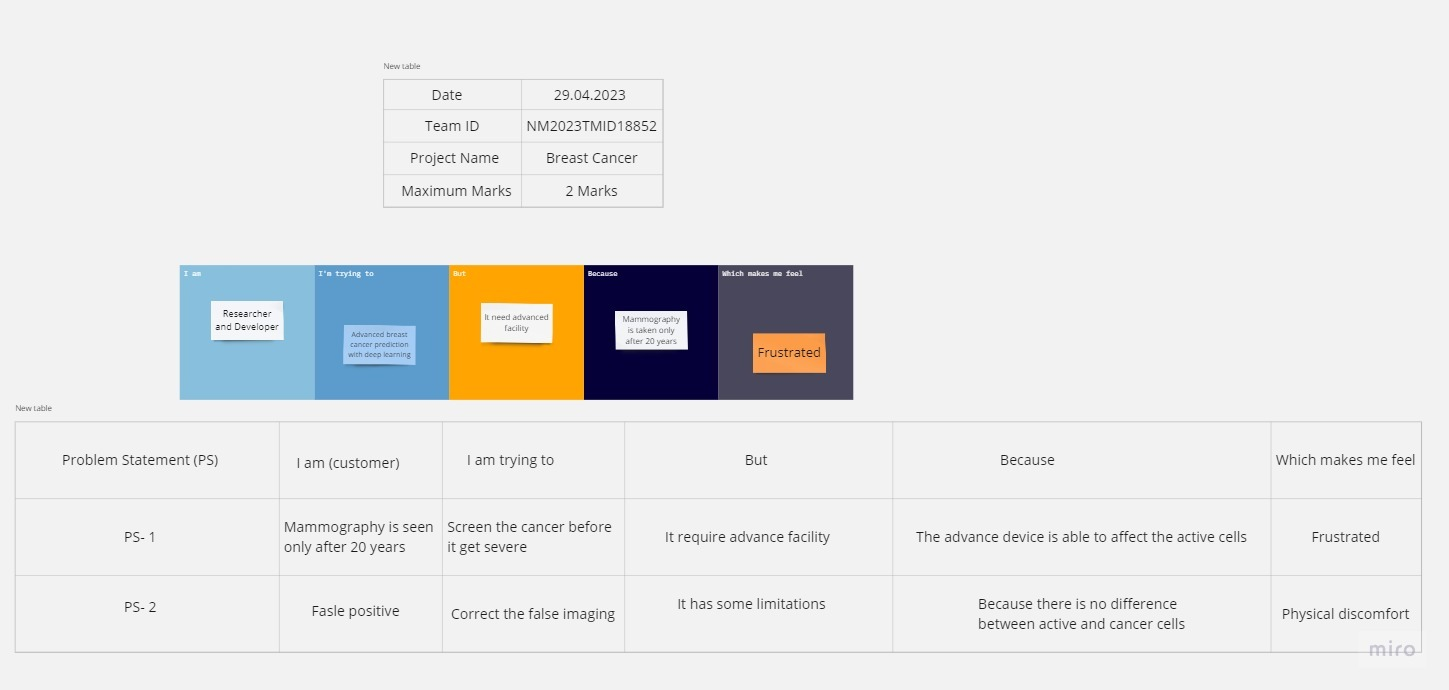 New table
Date 29.04.2023
Team ID NM2023TMID18852
Project Name Breast Cancer
Maximum Marks 2 Marks
I am I'm trying to But Because Which makes me feel
Researcher
and Developer
Advanced breast
cancer prediction
with deep learning
It need advanced
facility
Mammography
is taken only
after 20 years
Frustrated
New table
Problem Statement (PS) I am (customer) I am trying to But Because Which makes me feel
PS- 1
Mammography is seen
only after 20 years
Screen the cancer before
it get severe
It require advance facility
The advance device is able to affect the active cells
Frustrated
PS- 2
Fasle positive
Correct the false imaging
It has some limitations
Because there is no difference
between active and cancer cells
Physical discomfort
miro